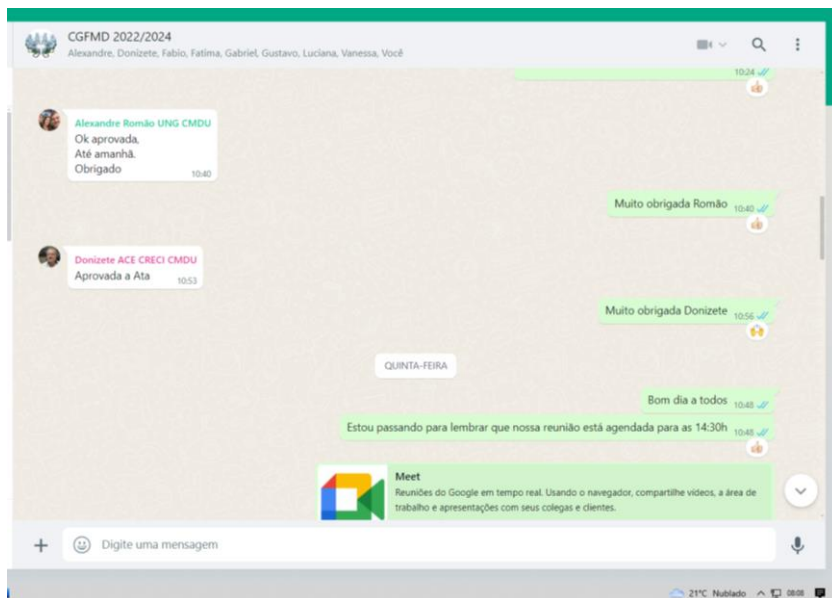 CGFMD 2022/2024
Alexandre, Donizete, Fabio, Fatima, Gabriel, Gustavo, Luciana, Vanessa, Você
10:24
Alexandre Romão UNG CMDU
Ok aprovada,
Até amanhã.
Obrigado
10:40
Muito obrigada Romão 10:40
Donizete ACE CRECI CMDU
Aprovada a Ata 10:53
Muito obrigada Donizete 10:56
QUINTA-FEIRA
Bom dia a todos 10:48
Estou passando para lembrar que nossa reunião está agendada para as 14:30h 10:48
Meet
Reuniões do Google em tempo real. Usando o navegador, compartilhe vídeos, a área de
trabalho e apresentações com seus colegas e clientes.
Digite uma mensagem
21°C Nublado 08:08